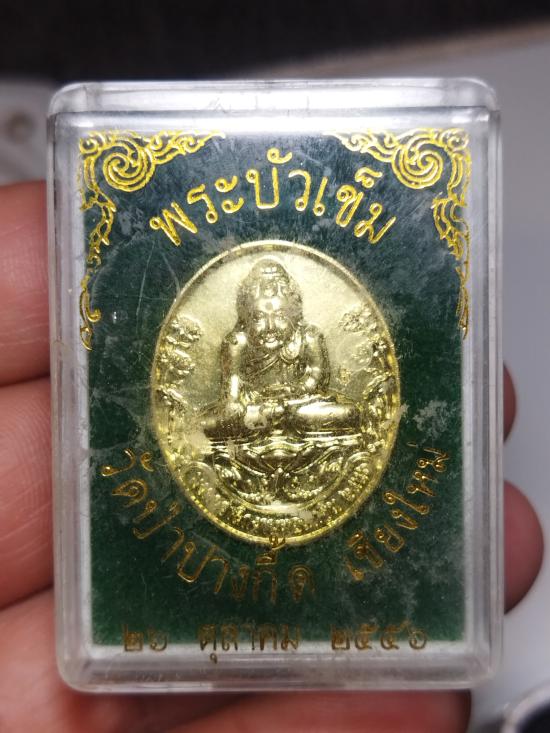 พระบัวเข็ม
วัดป่าปางกื้ด เชียงใหม่
๒๖ ตุลาคม ๒๕๕๖